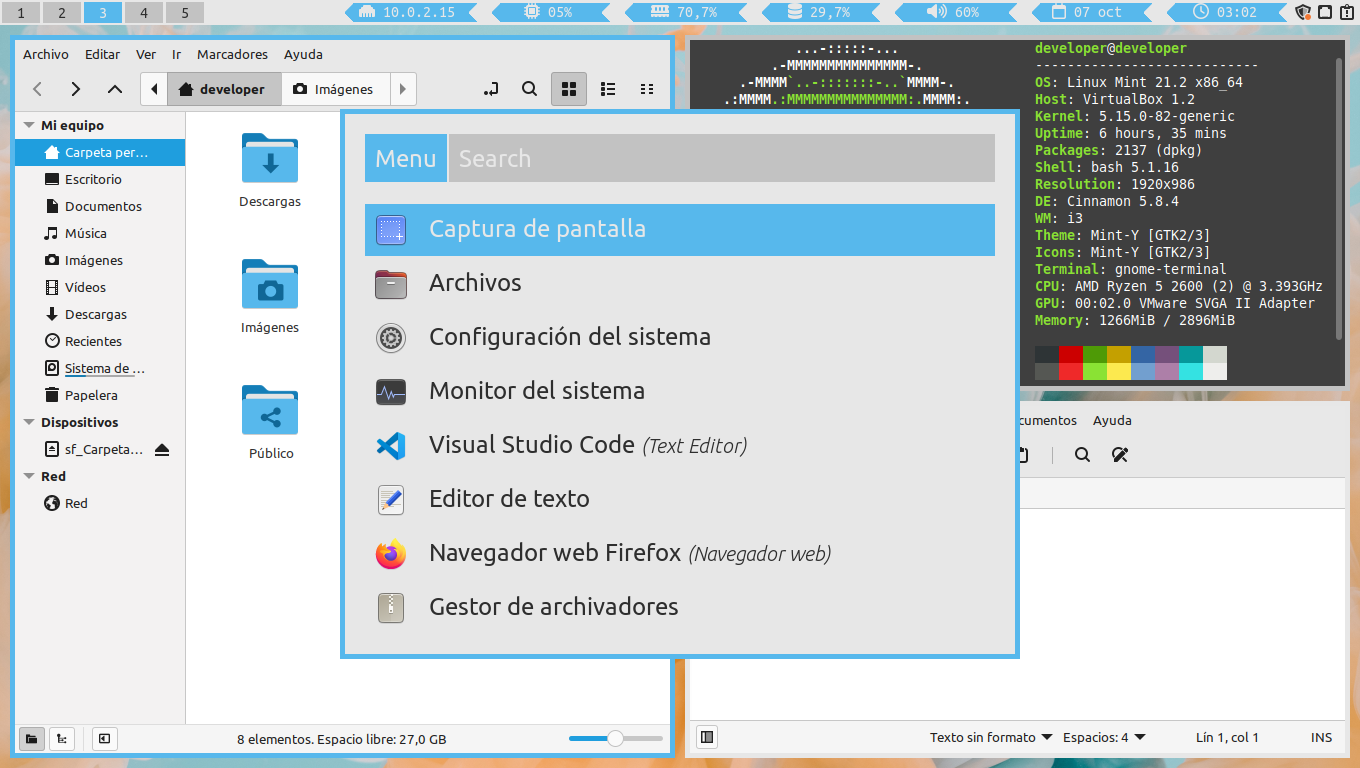 1 2 3 4 5 10.0.2.15 05% 70,7% 29,7% 60% 07 oct 03:02
Archivo Editar Ver Ir Marcadores Ayuda
developer Imágenes
Mi equipo
Carpeta per...
Escritorio
Documentos
Música
Imágenes
Vídeos
Descargas
Recientes
Sistema de ...
Papelera
Dispositivos
sf_Carpeta...
Red
Red
Descargas
Imágenes
Público
8 elementos. Espacio libre: 27,0 GB
Menu Search
Captura de pantalla
Archivos
Configuración del sistema
Monitor del sistema
Visual Studio Code (Text Editor)
Editor de texto
Navegador web Firefox (Navegador web)
Gestor de archivadores
...-:::::-...
.-MMMMMMMMMMMMMMM-.
.-MMMM`..-:::::::-..`MMMM-.
.:MMMM.:MMMMMMMMMMMMMMM:.MMMM:.
developer@developer
----------------------------
OS: Linux Mint 21.2 x86_64
Host: VirtualBox 1.2
Kernel: 5.15.0-82-generic
Uptime: 6 hours, 35 mins
Packages: 2137 (dpkg)
Shell: bash 5.1.16
Resolution: 1920x986
DE: Cinnamon 5.8.4
WM: i3
Theme: Mint-Y [GTK2/3]
Icons: Mint-Y [GTK2/3]
Terminal: gnome-terminal
CPU: AMD Ryzen 5 2600 (2) @ 3.393GHz
GPU: 00:02.0 VMware SVGA II Adapter
Memory: 1266MiB / 2896MiB
cumentos Ayuda
Texto sin formato Espacios: 4 Lín 1, col 1 INS